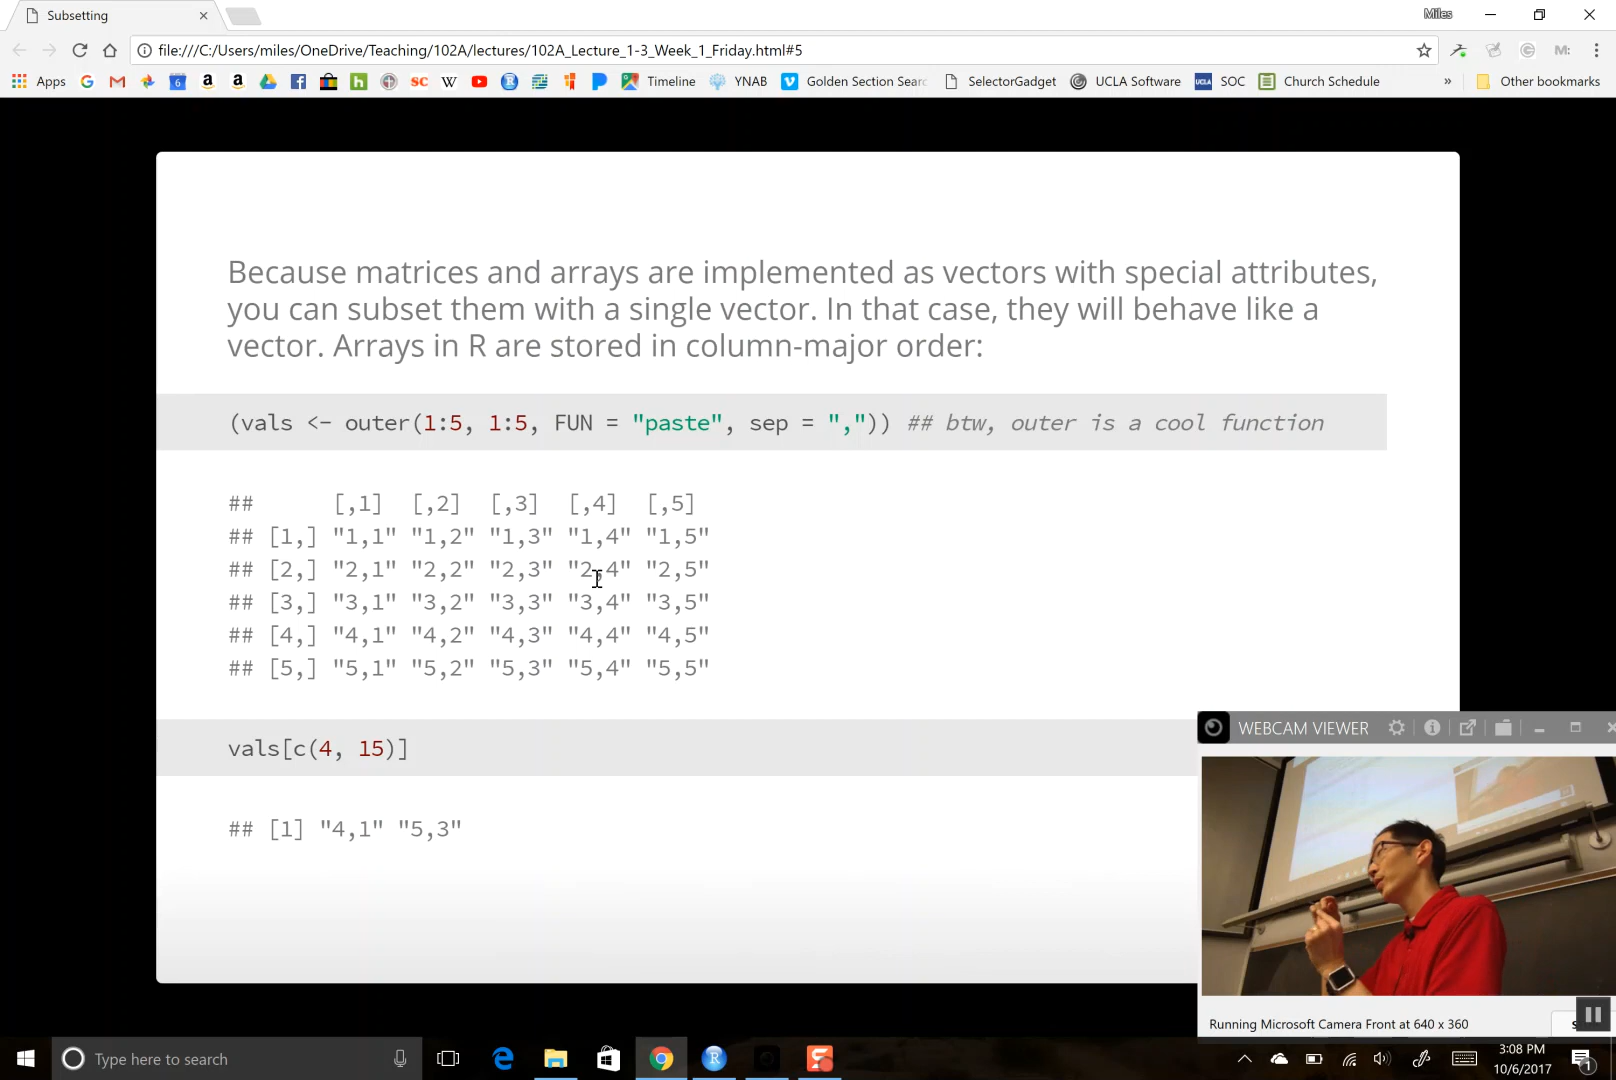 Subsetting
Miles
file:///C:/Users/miles/OneDrive/Teaching/102A/lectures/102A_Lecture_1-3_Week_1_Friday.html#5
Apps Timeline YNAB Golden Section Sear SelectorGadget UCLA Software SOC Church Schedule » Other bookmarks
Because matrices and arrays are implemented as vectors with special attributes,
you can subset them with a single vector. In that case, they will behave like a
vector. Arrays in R are stored in column-major order:
(vals <- outer(1:5, 1:5, FUN = "paste", sep = ",")) ## btw, outer is a cool function
## [,1] [,2] [,3] [,4] [,5]
## [1,] "1,1" "1,2" "1,3" "1,4" "1,5"
## [2,] "2,1" "2,2" "2,3" "2,4" "2,5"
## [3,] "3,1" "3,2" "3,3" "3,4" "3,5"
## [4,] "4,1" "4,2" "4,3" "4,4" "4,5"
## [5,] "5,1" "5,2" "5,3" "5,4" "5,5"
vals[c(4, 15)]
## [1] "4,1" "5,3"
WEBCAM VIEWER
Running Microsoft Camera Front at 640 x 360
Type here to search
3:08 PM
10/6/2017